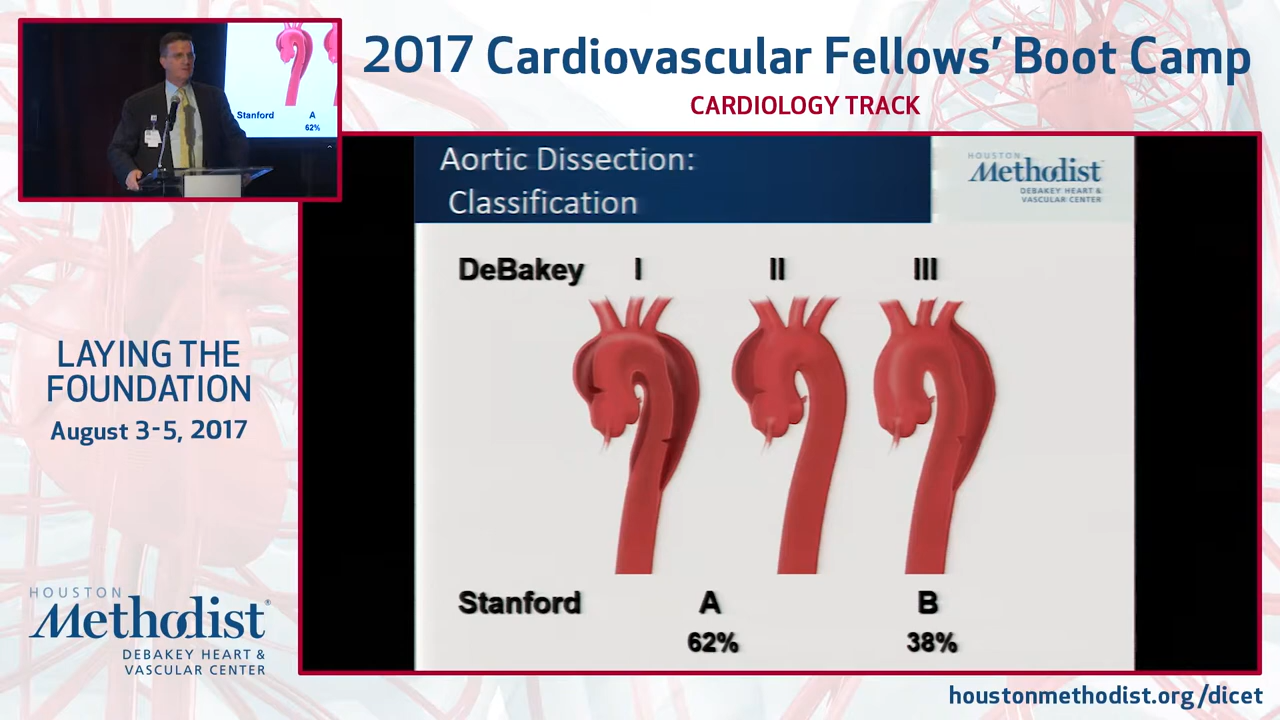 2017 Cardiovascular Fellows' Boot Camp
CARDIOLOGY TRACK
Stanford A
62%
Aortic Dissection:
Classification
HOUSTON
Methodist
DEBAKEY HEART &
VASCULAR CENTER
DeBakey I II III
Stanford A B
62% 38%
LAYING THE
FOUNDATION
August 3-5, 2017
HOUSTON
Methodist®
DEBAKEY HEART &
VASCULAR CENTER
houstonmethodist.org/dicet